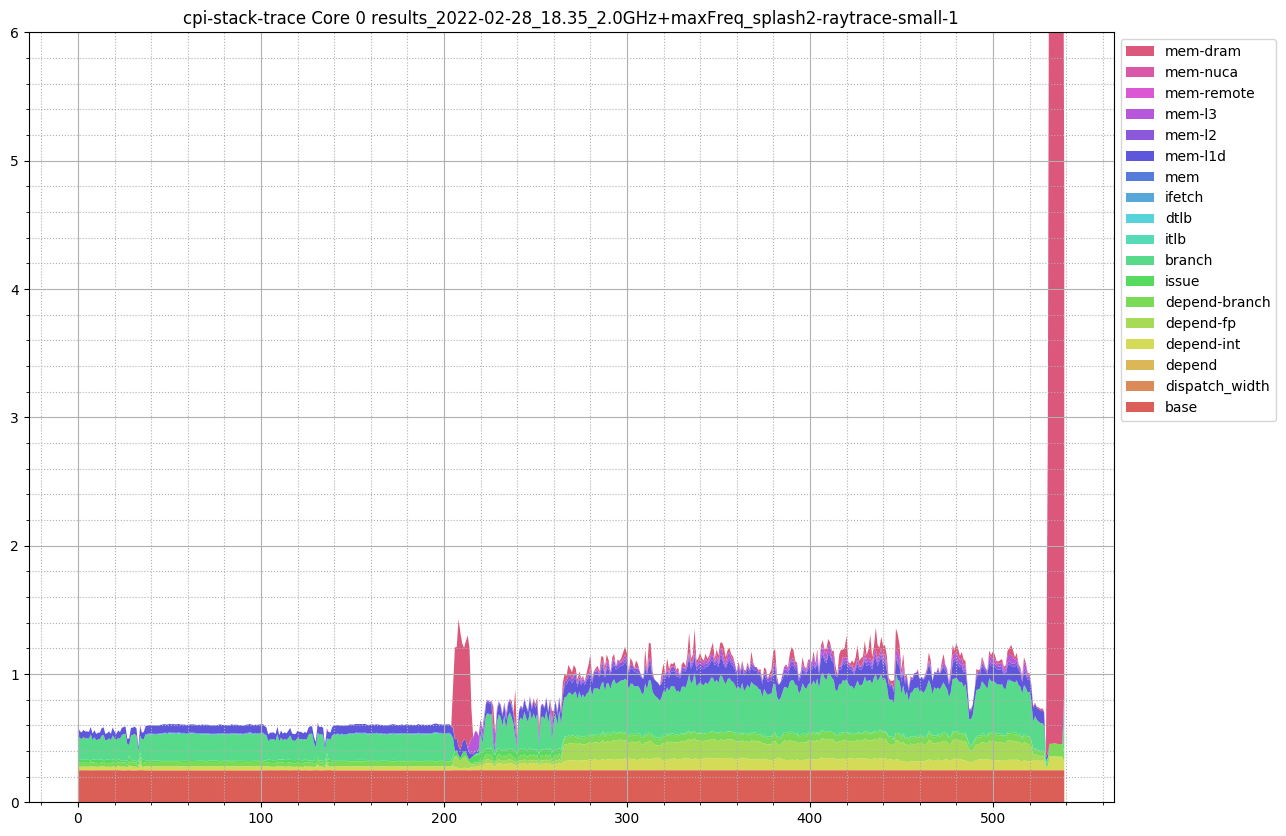 cpi-stack-trace Core 0 results_2022-02-28_18.35_2.0GHz+maxFreq_splash2-raytrace-small-1
6
5
4
3
2
1
0
0 100 200 300 400 500
mem-dram
mem-nuca
mem-remote
mem-l3
mem-l2
mem-l1d
mem
ifetch
dtlb
itlb
branch
issue
depend-branch
depend-fp
depend-int
depend
dispatch_width
base